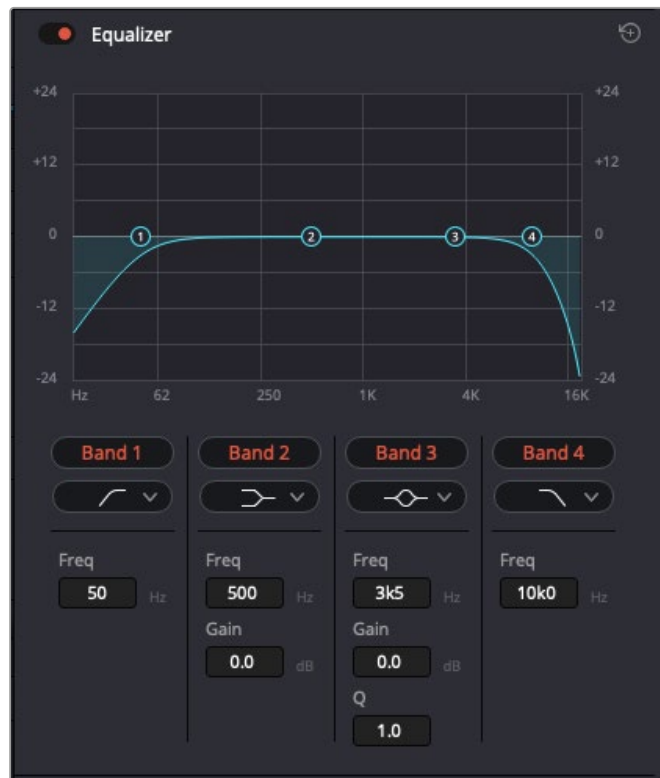 Equalizer
+24 +24
+12 +12
0 1 2 3 4 0
-12 -12
-24 -24
Hz 62 250 1K 4K 16K
Band 1 Band 2 Band 3 Band 4
Freq Freq Freq Freq
50 Hz 500 Hz 3k5 Hz 10k0 Hz
Gain Gain
0.0 dB 0.0 dB
Q
1.0